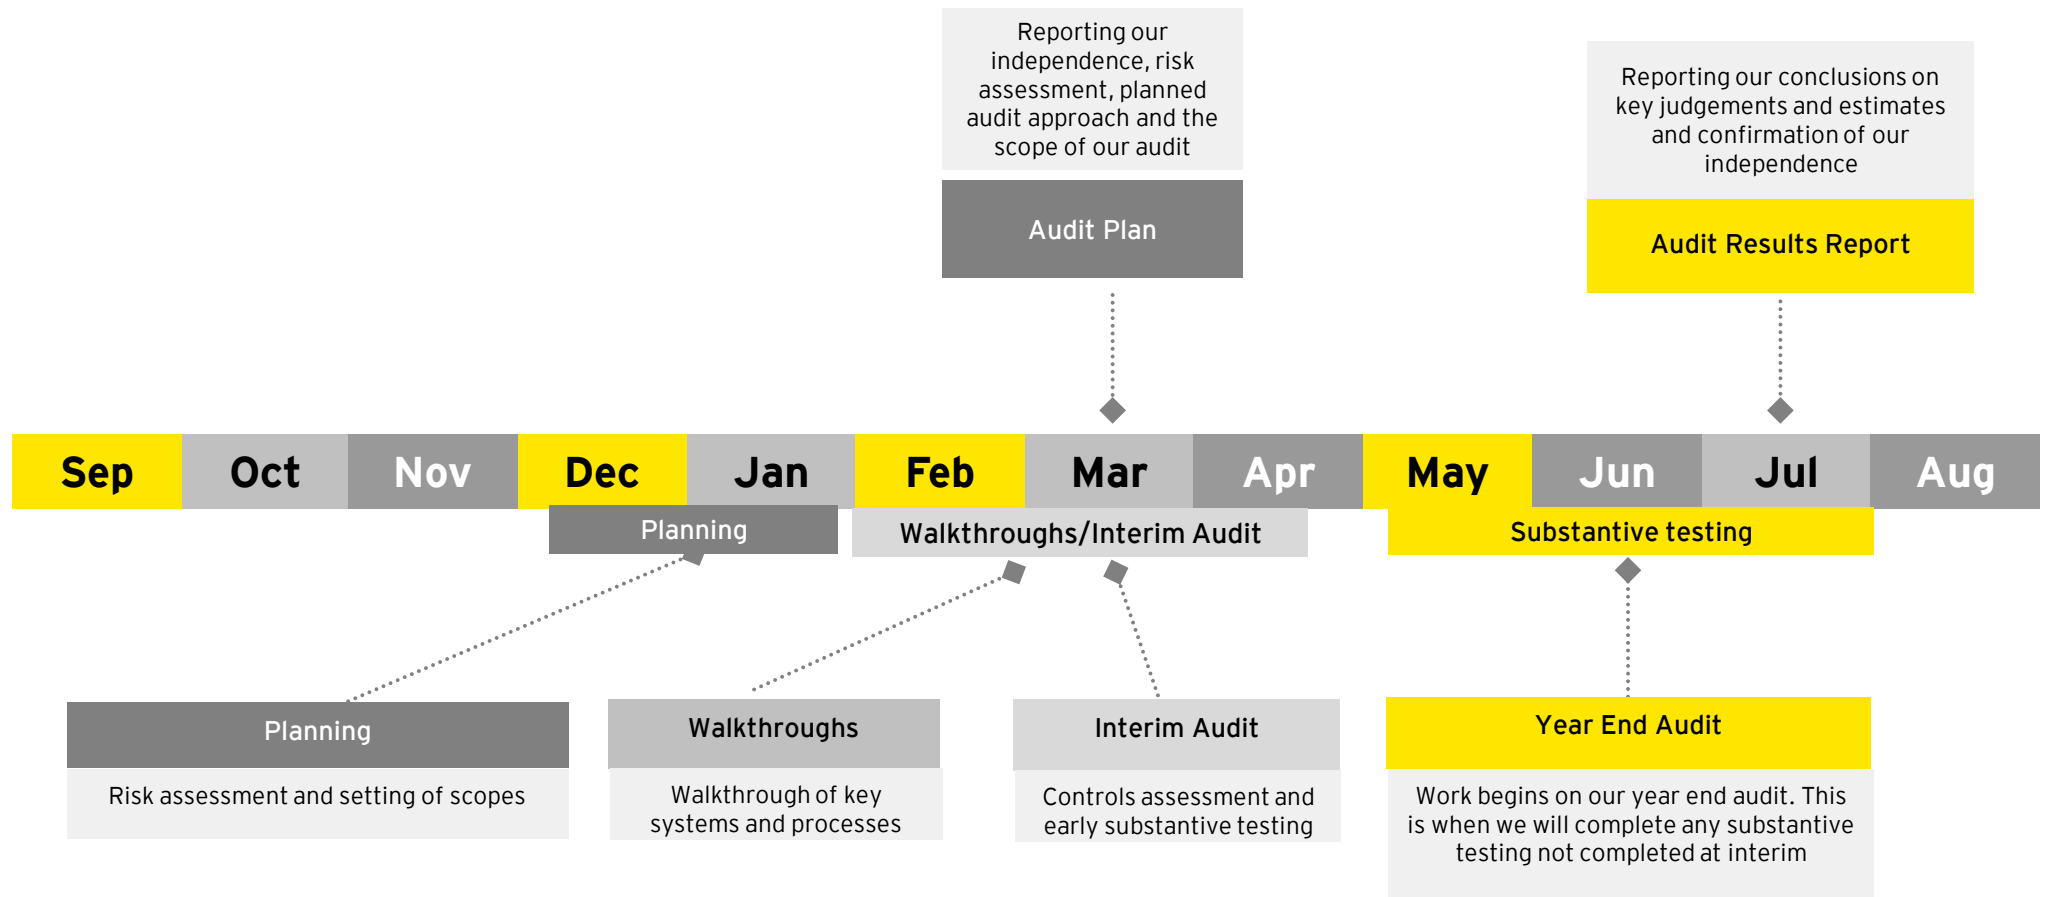 Reporting our
independence, risk
assessment, planned
audit approach and the
scope of our audit
Audit Plan
Reporting our conclusions on
key judgements and estimates
and confirmation of our
independence
Audit Results Report
Sep Oct Nov Dec Jan Feb Mar Apr May Jun Jul Aug
Planning
Walkthroughs/Interim Audit
Substantive testing
Planning
Risk assessment and setting of scopes
Walkthroughs
Walkthrough of key
systems and processes
Interim Audit
Controls assessment and
early substantive testing
Year End Audit
Work begins on our year end audit. This
is when we will complete any substantive
testing not completed at interim